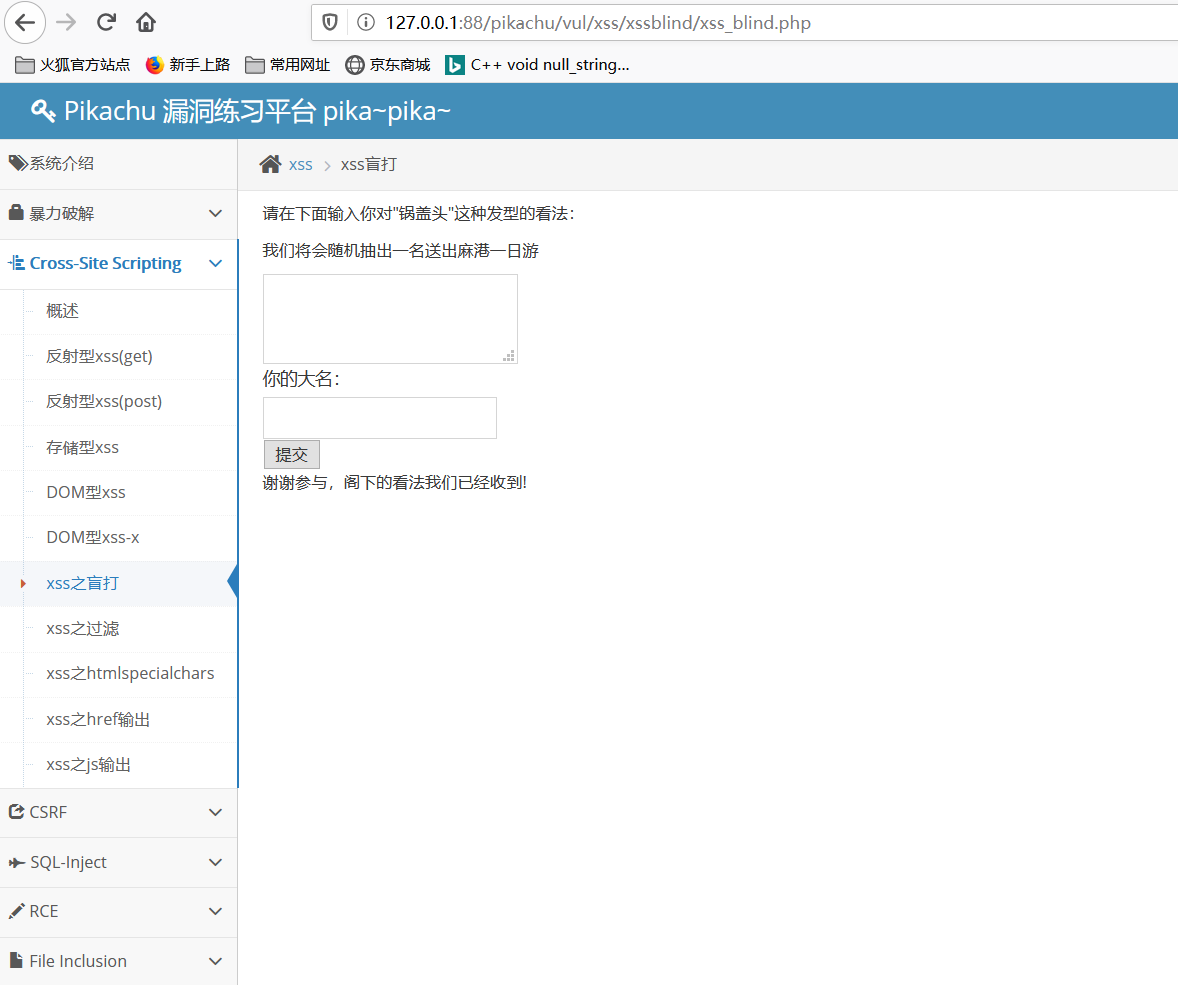 127.0.0.1:88/pikachu/vul/xss/xssblind/xss_blind.php
火狐官方站点 新手上路 常用网址 京东商城 C++ void null_string...
Pikachu 漏洞练习平台 pika~pika~
系统介绍
xss xss盲打
暴力破解
请在下面输入你对"锅盖头"这种发型的看法：
我们将会随机抽出一名送出麻港一日游
Cross-Site Scripting
概述
反射型xss(get)
你的大名：
反射型xss(post)
存储型xss
提交
谢谢参与，阁下的看法我们已经收到!
DOM型xss
DOM型xss-x
xss之盲打
xss之过滤
xss之htmlspecialchars
xss之href输出
xss之js输出
CSRF
SQL-Inject
RCE
File Inclusion